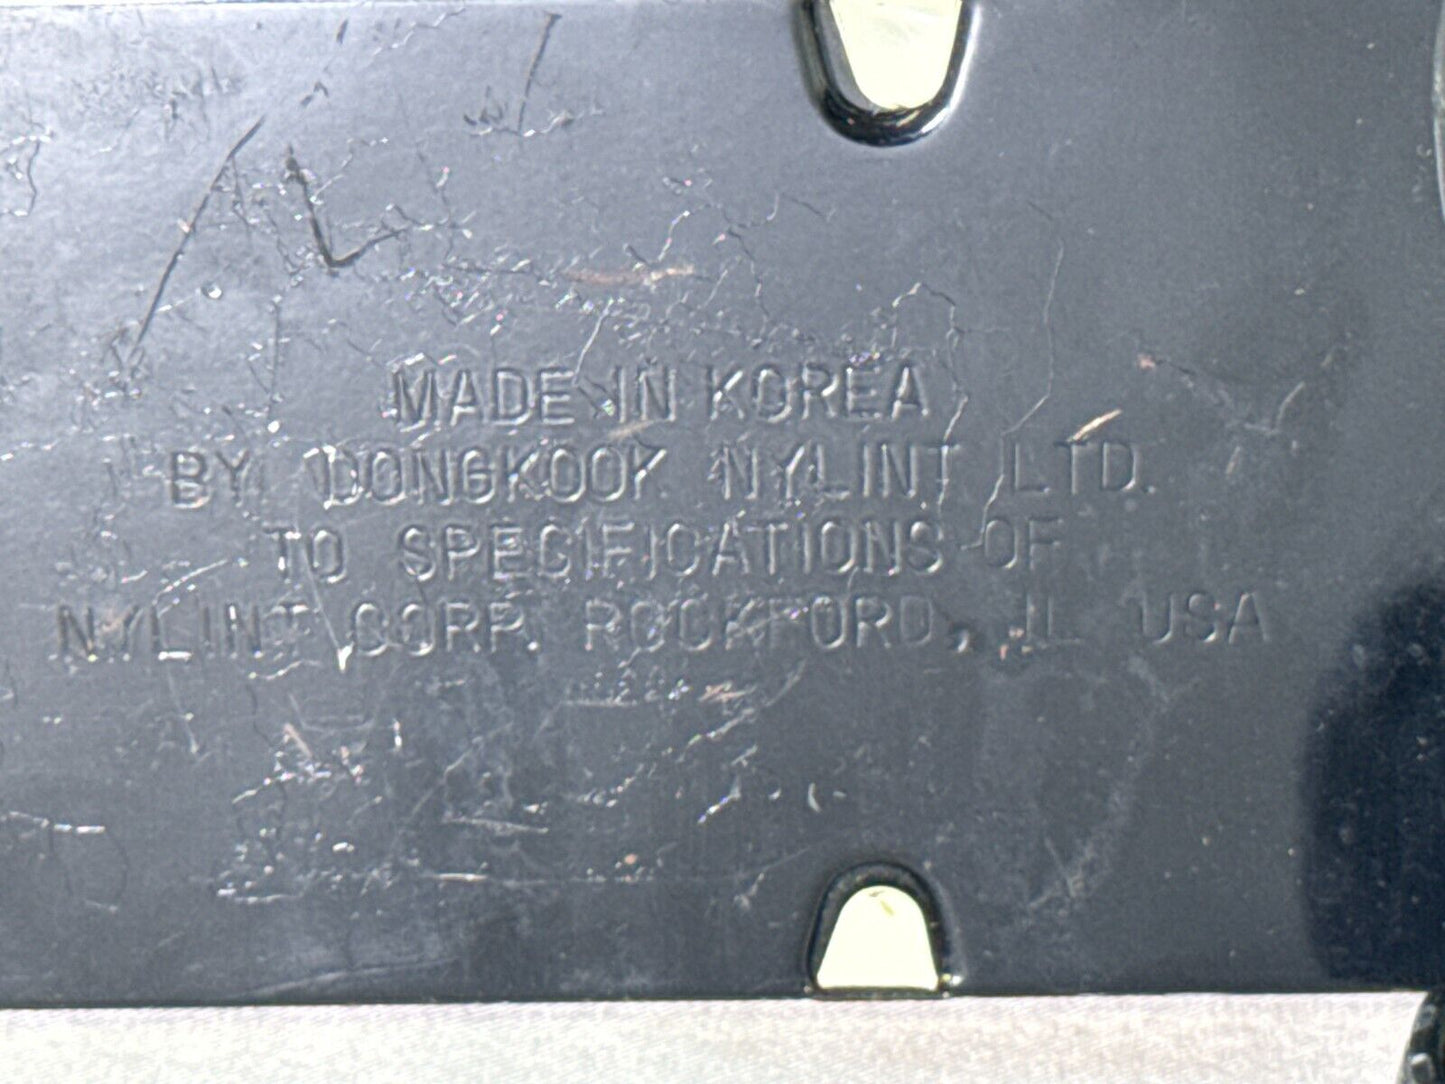 MADE IN KOREA
BY DONGKOOK NYLINT LTD.
TO SPECIFICATIONS OF
NYLINT CORP. ROCKFORD, IL USA